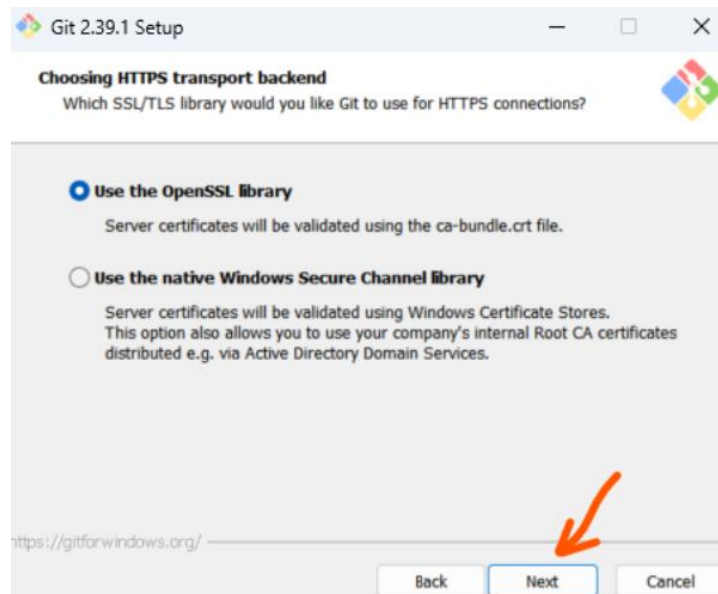 Git 2.39.1 Setup
Choosing HTTPS transport backend
Which SSL/TLS library would you like Git to use for HTTPS connections?
Use the OpenSSL library
Server certificates will be validated using the ca-bundle.crt file.
Use the native Windows Secure Channel library
Server certificates will be validated using Windows Certificate Stores.
This option also allows you to use your company's internal Root CA certificates
distributed e.g. via Active Directory Domain Services.
https://gitforwindows.org/
Back Next Cancel